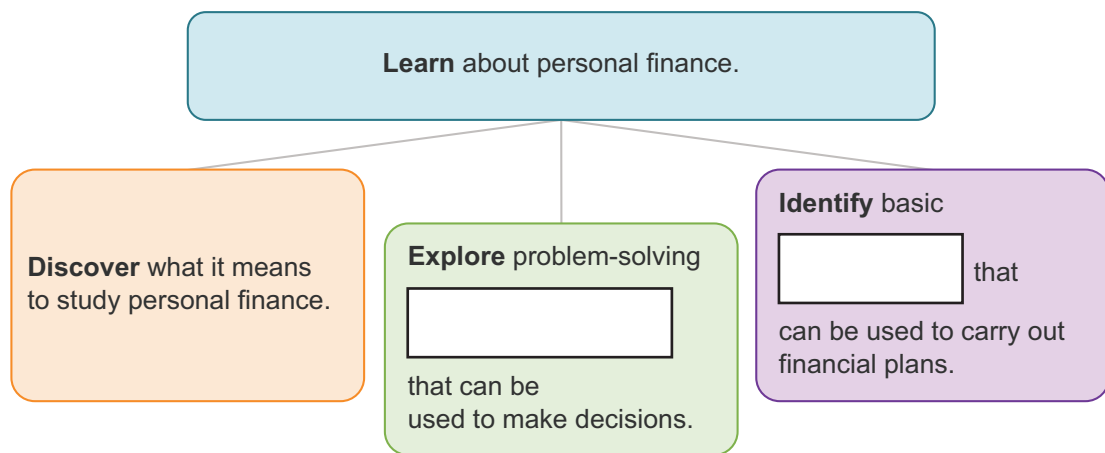 Learn about personal finance.
Discover what it means
to study personal finance.
Explore problem-solving
that can be
used to make decisions.
Identify basic
that
can be used to carry out
financial plans.